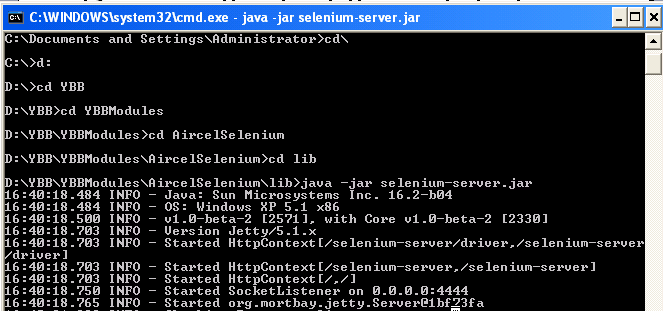 C:\WINDOWS\system32\cmd.exe - java -jar selenium-server.jar
C:\Documents and Settings\Administrator>cd\
C:\>d:
D:\>cd YBB
D:\YBB>cd YBBModules
D:\YBB\YBBModules>cd AircelSelenium
D:\YBB\YBBModules\AircelSelenium>cd lib
D:\YBB\YBBModules\AircelSelenium\lib>java -jar selenium-server.jar
16:40:18.484 INFO - Java: Sun Microsystems Inc. 16.2-b04
16:40:18.484 INFO - OS: Windows XP 5.1 x86
16:40:18.500 INFO - v1.0-beta-2 [2571], with Core v1.0-beta-2 [2330]
16:40:18.703 INFO - Version Jetty/5.1.x
16:40:18.703 INFO - Started HttpContext[/selenium-server/driver,/selenium-server
/driver]
16:40:18.703 INFO - Started HttpContext[/selenium-server,/selenium-server]
16:40:18.703 INFO - Started HttpContext[/,/]
16:40:18.750 INFO - Started SocketListener on 0.0.0.0:4444
16:40:18.765 INFO - Started org.mortbay.jetty.Server@1bf23fa